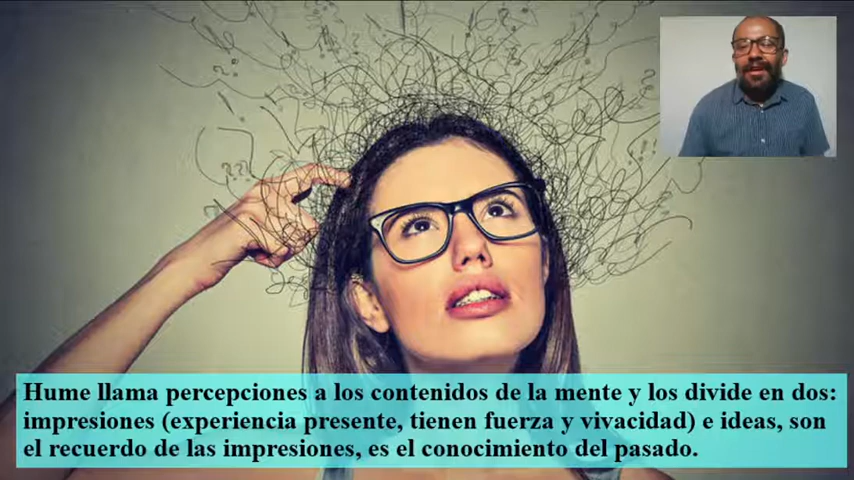 Hume llama percepciones a los contenidos de la mente y los divide en dos:
impresiones (experiencia presente, tienen fuerza y vivacidad) e ideas, son
el recuerdo de las impresiones, es el conocimiento del pasado.